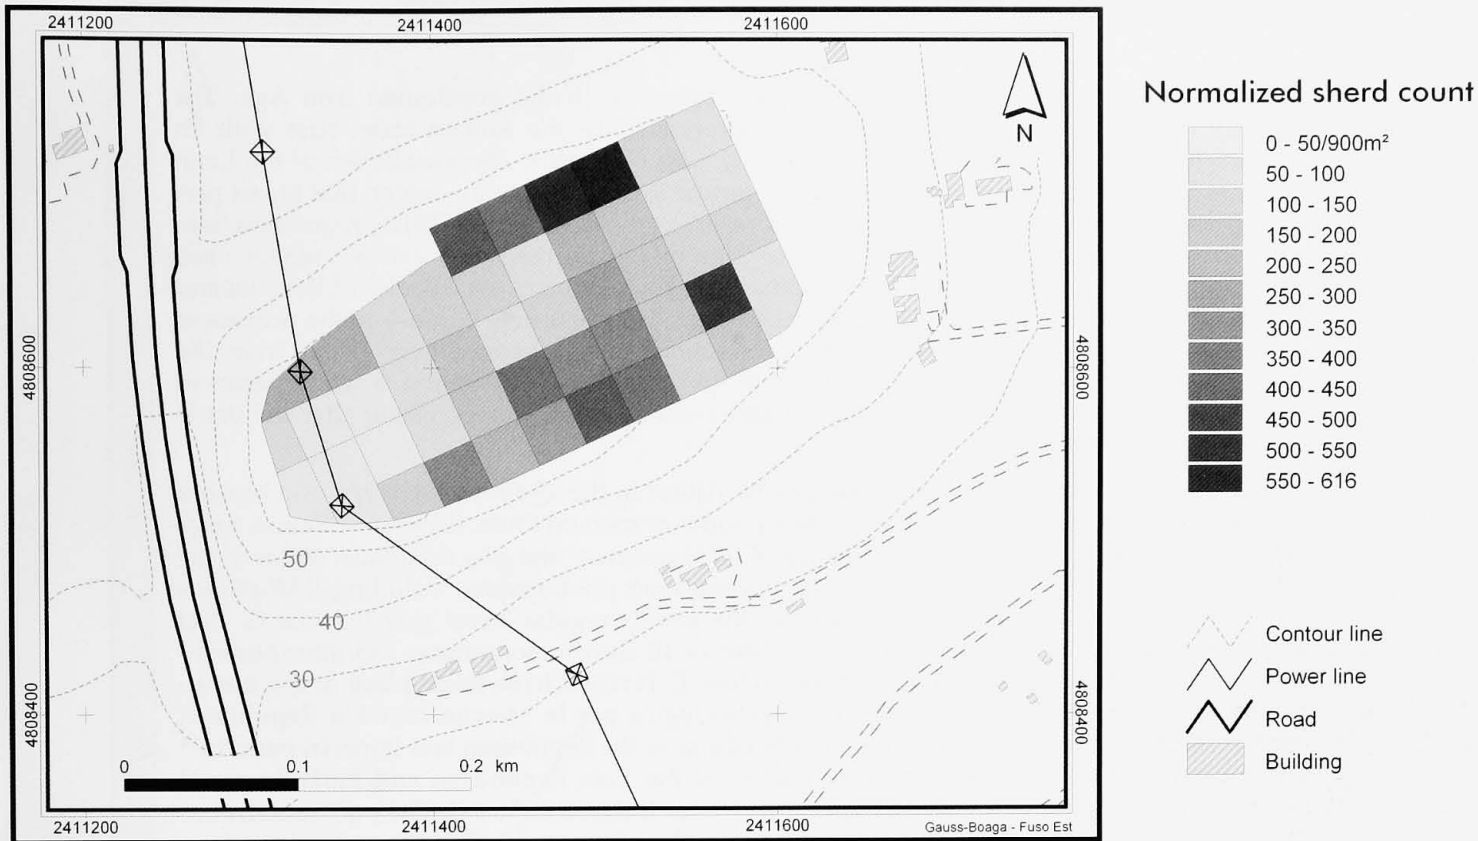 2411200
2411400
2411600
N
4808600
4808600
4808400
4808400
50
40
30
0
0.1
0.2 km
2411200
2411400
2411600
Gauss-Boaga - Fuso Est
Normalized sherd count
0 - 50/900m²
50 - 100
100 - 150
150 - 200
200 - 250
250 - 300
300 - 350
350 - 400
400 - 450
450 - 500
500 - 550
550 - 616
Contour line
Power line
Road
Building